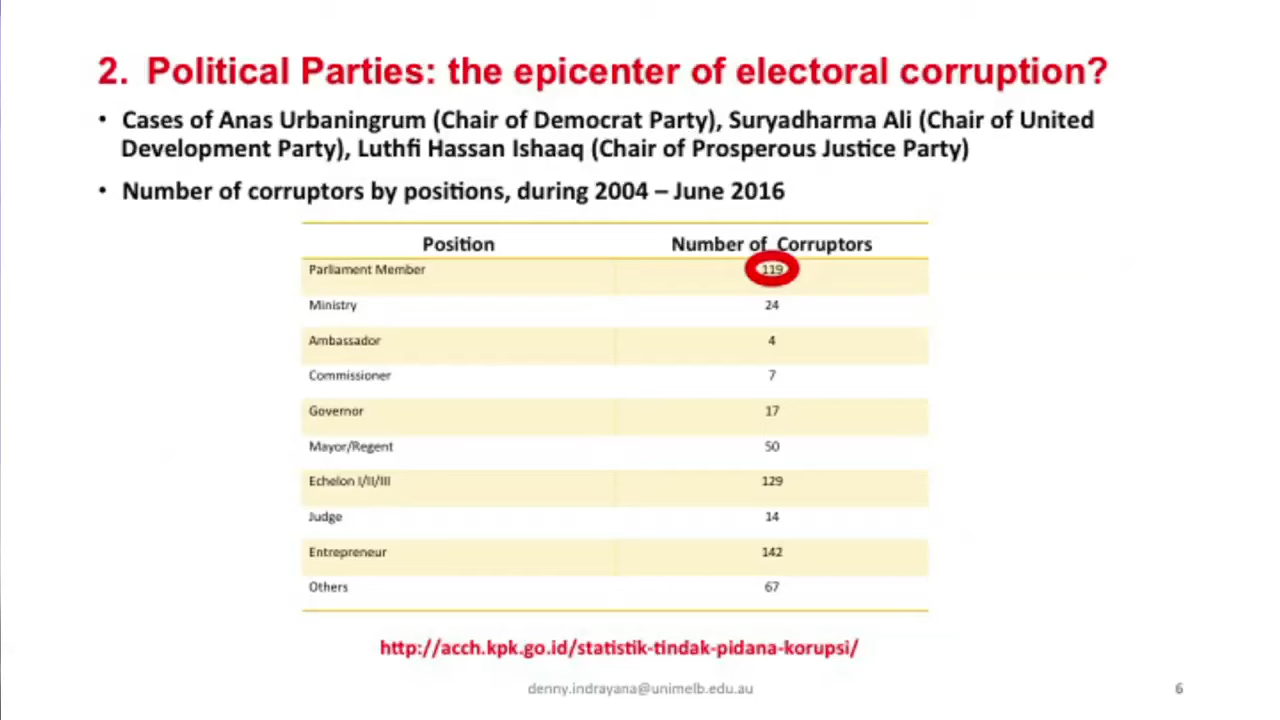 2. Political Parties: the epicenter of electoral corruption?
• Cases of Anas Urbaningrum (Chair of Democrat Party), Suryadharma Ali (Chair of United
Development Party), Luthfi Hassan Ishaaq (Chair of Prosperous Justice Party)
• Number of corruptors by positions, during 2004 – June 2016
Position Number of Corruptors
Parliament Member 119
Ministry 24
Ambassador 4
Commissioner 7
Governor 17
Mayor/Regent 50
Echelon I/II/III 129
Judge 14
Entrepreneur 142
Others 67
http://acch.kpk.go.id/statistik-tindak-pidana-korupsi/
denny.indrayana@unimelb.edu.au 6